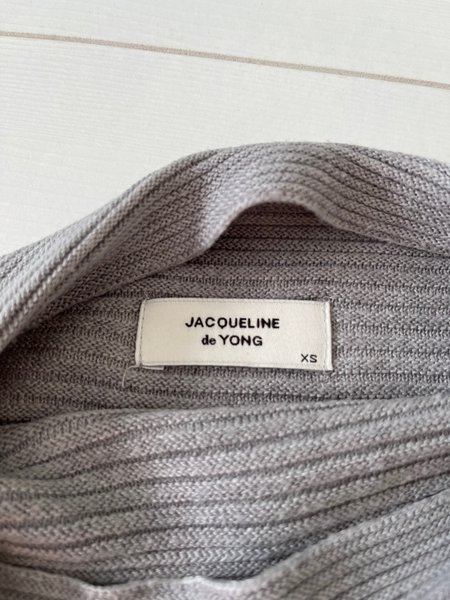 JACQUELINE
de YONG
XS